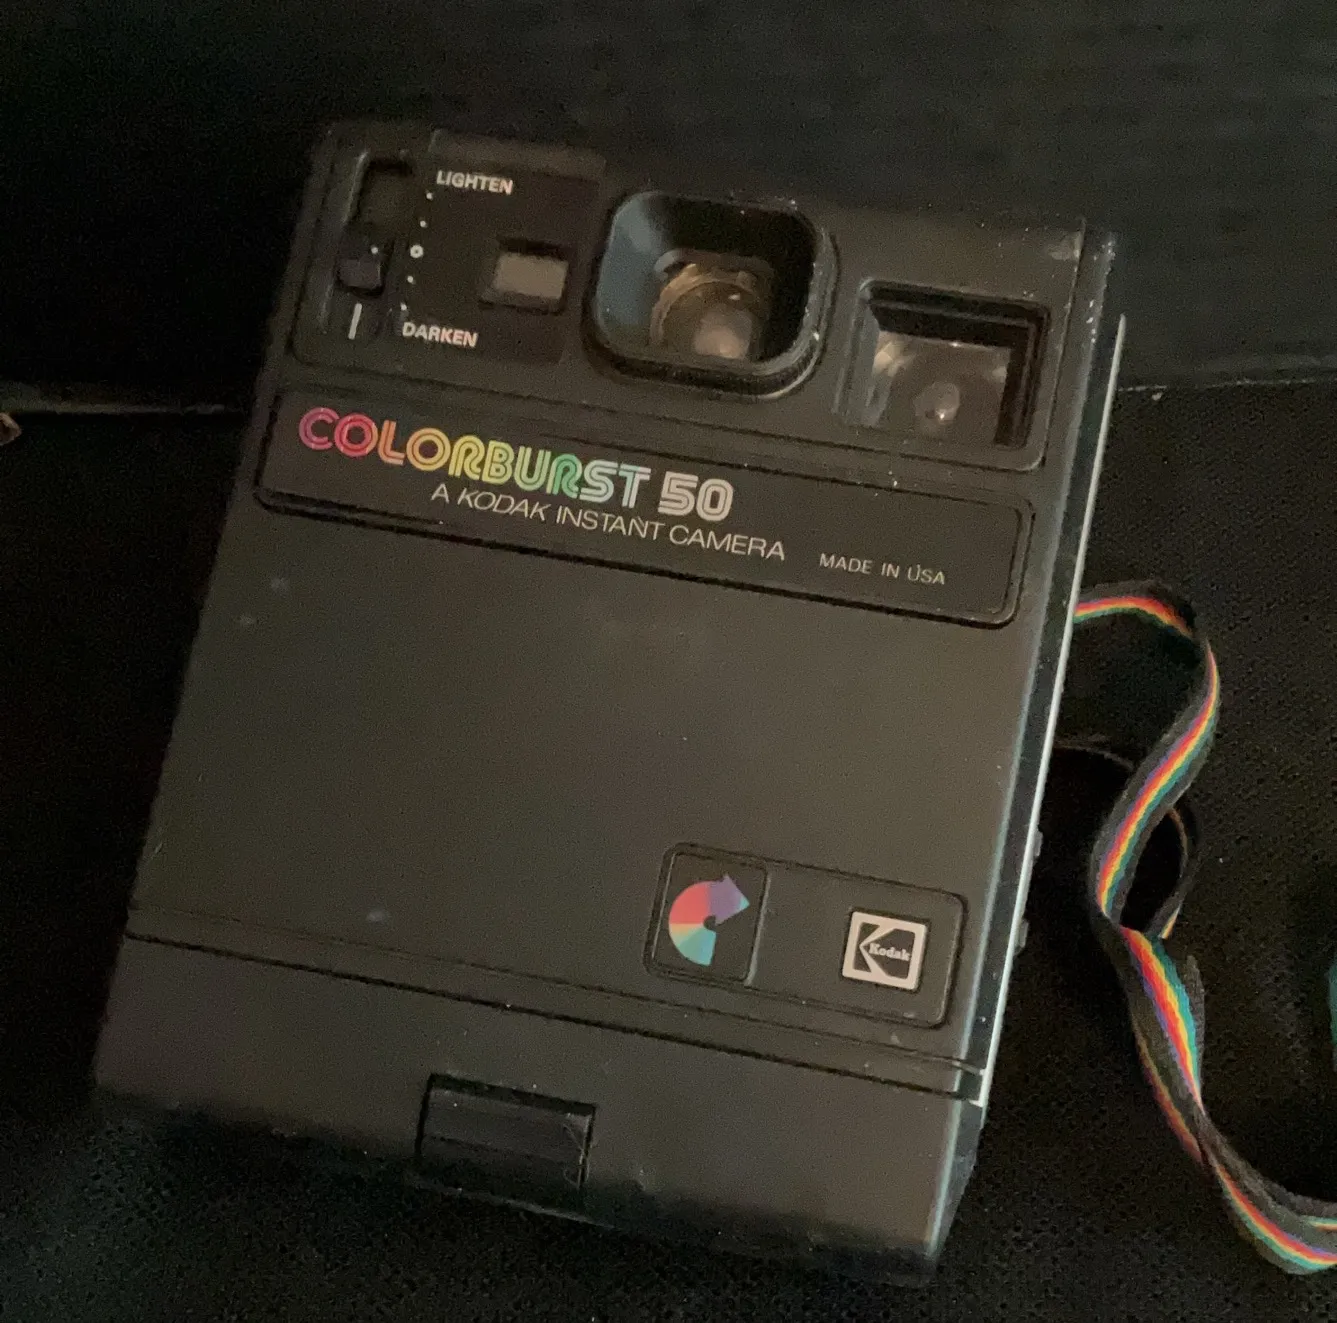 LIGHTEN
DARKEN
COLORBURST 50
A KODAK INSTANT CAMERA
MADE IN USA
Kodak